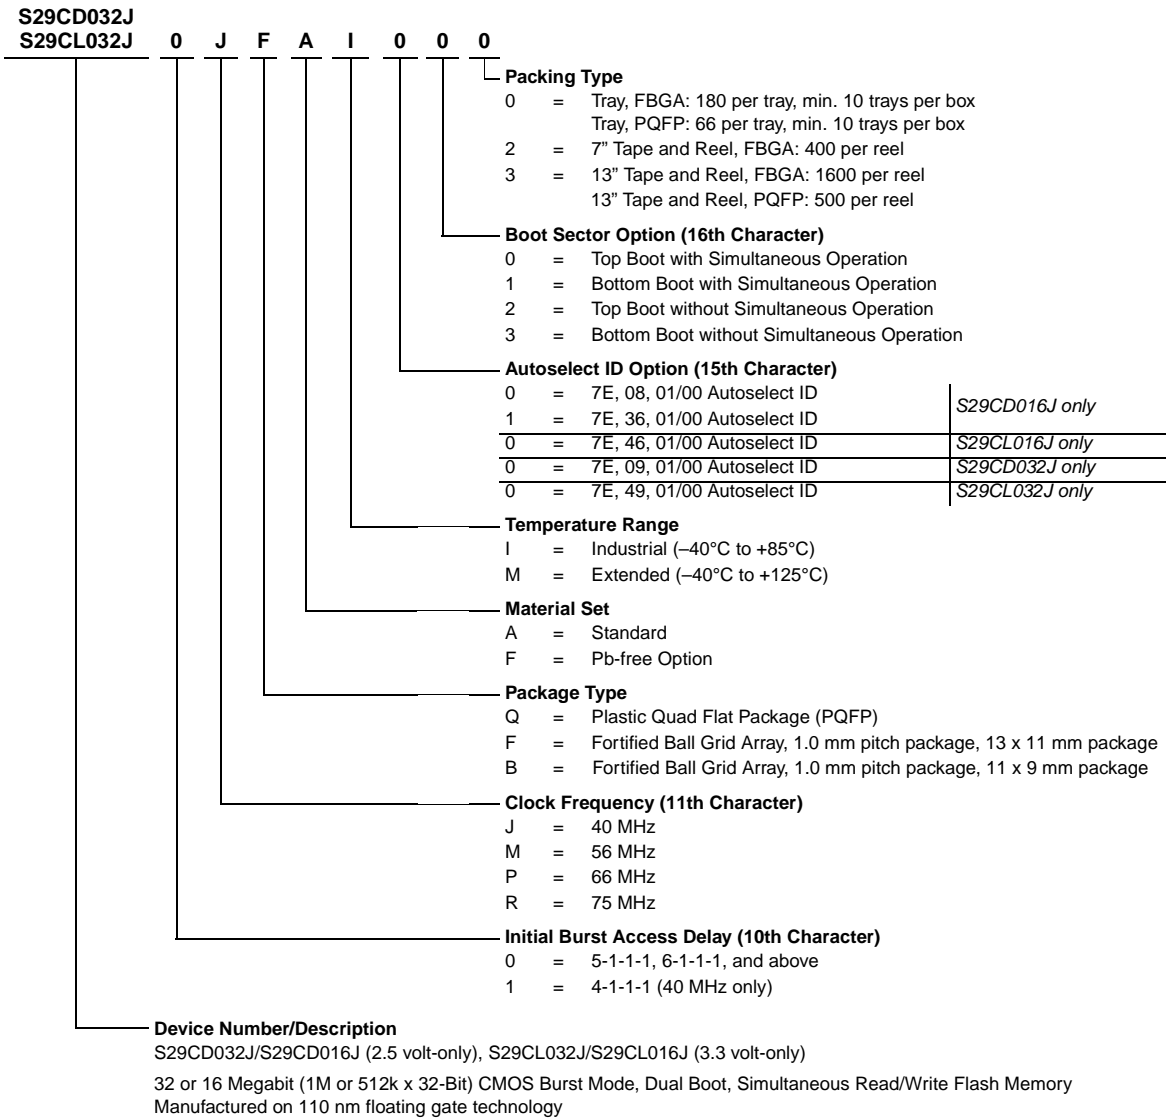 S29CD032J
S29CL032J 0 J F A I 0 0 0
Packing Type
0 = Tray, FBGA: 180 per tray, min. 10 trays per box
Tray, PQFP: 66 per tray, min. 10 trays per box
2 = 7” Tape and Reel, FBGA: 400 per reel
3 = 13” Tape and Reel, FBGA: 1600 per reel
13” Tape and Reel, PQFP: 500 per reel
Boot Sector Option (16th Character)
0 = Top Boot with Simultaneous Operation
1 = Bottom Boot with Simultaneous Operation
2 = Top Boot without Simultaneous Operation
3 = Bottom Boot without Simultaneous Operation
Autoselect ID Option (15th Character)
0 = 7E, 08, 01/00 Autoselect ID
S29CD016J only
1 = 7E, 36, 01/00 Autoselect ID
0 = 7E, 46, 01/00 Autoselect ID S29CL016J only
0 = 7E, 09, 01/00 Autoselect ID S29CD032J only
0 = 7E, 49, 01/00 Autoselect ID S29CL032J only
Temperature Range
I = Industrial (–40°C to +85°C)
M = Extended (–40°C to +125°C)
Material Set
A = Standard
F = Pb-free Option
Package Type
Q = Plastic Quad Flat Package (PQFP)
F = Fortified Ball Grid Array, 1.0 mm pitch package, 13 x 11 mm package
B = Fortified Ball Grid Array, 1.0 mm pitch package, 11 x 9 mm package
Clock Frequency (11th Character)
J = 40 MHz
M = 56 MHz
P = 66 MHz
R = 75 MHz
Initial Burst Access Delay (10th Character)
0 = 5-1-1-1, 6-1-1-1, and above
1 = 4-1-1-1 (40 MHz only)
Device Number/Description
S29CD032J/S29CD016J (2.5 volt-only), S29CL032J/S29CL016J (3.3 volt-only)
32 or 16 Megabit (1M or 512k x 32-Bit) CMOS Burst Mode, Dual Boot, Simultaneous Read/Write Flash Memory
Manufactured on 110 nm floating gate technology